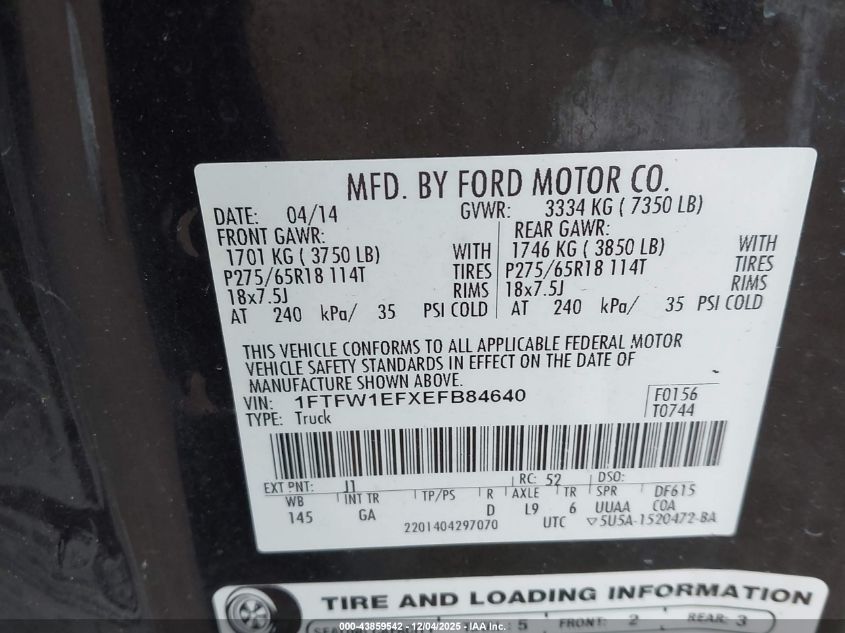 MFD. BY FORD MOTOR CO.
DATE: 04/14 GVWR: 3334 KG ( 7350 LB)
FRONT GAWR: REAR GAWR:
1701 KG ( 3750 LB) WITH 1746 KG ( 3850 LB) WITH
P275/65R18 114T TIRES P275/65R18 114T TIRES
18x7.5J RIMS 18x7.5J RIMS
AT 240 kPa/ 35 PSI COLD AT 240 kPa/ 35 PSI COLD
THIS VEHICLE CONFORMS TO ALL APPLICABLE FEDERAL MOTOR
VEHICLE SAFETY STANDARDS IN EFFECT ON THE DATE OF
MANUFACTURE SHOWN ABOVE.
VIN: 1FTFW1EFXEFB84640 F0156
TYPE: Truck T0744
EXT PNT: J1 RC: 52 DSO:
WB INT TR TP/PS R AXLE TR SPR DF615
145 GA D L9 6 UUAA COA
2201404297070 UTC ▽5U5A-1520472-BA
TIRE AND LOADING INFORMATION
5 FRONT: 2 REAR: 3
000-43859542 - 12/04/2025 - IAA Inc.